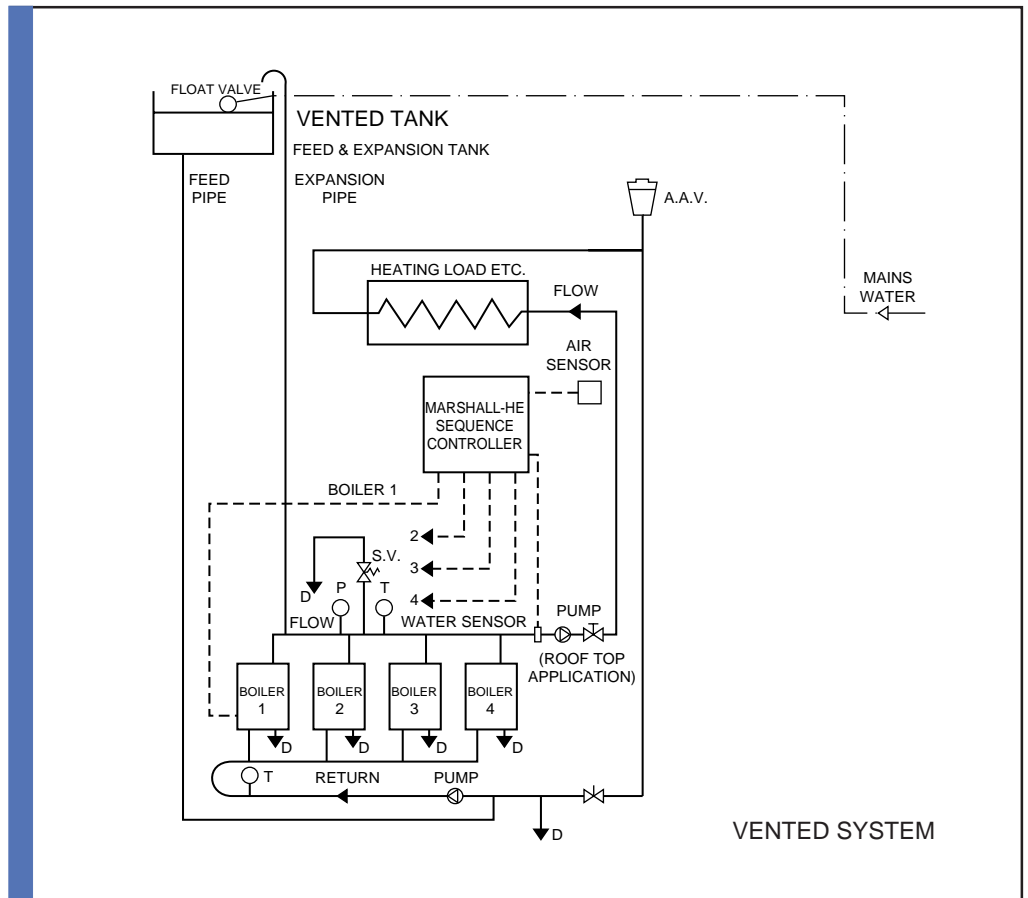 FLOAT VALVE
VENTED TANK
FEED & EXPANSION TANK
FEED
PIPE
EXPANSION
PIPE
A.A.V.
HEATING LOAD ETC.
FLOW
MAINS
WATER
AIR
SENSOR
MARSHALL-HE
SEQUENCE
CONTROLLER
BOILER 1
2
S.V.
3
D
P
T
4
FLOW
WATER SENSOR
PUMP
(ROOF TOP
APPLICATION)
BOILER
1
BOILER
2
BOILER
3
BOILER
4
D
D
D
D
T
RETURN
PUMP
D
VENTED SYSTEM